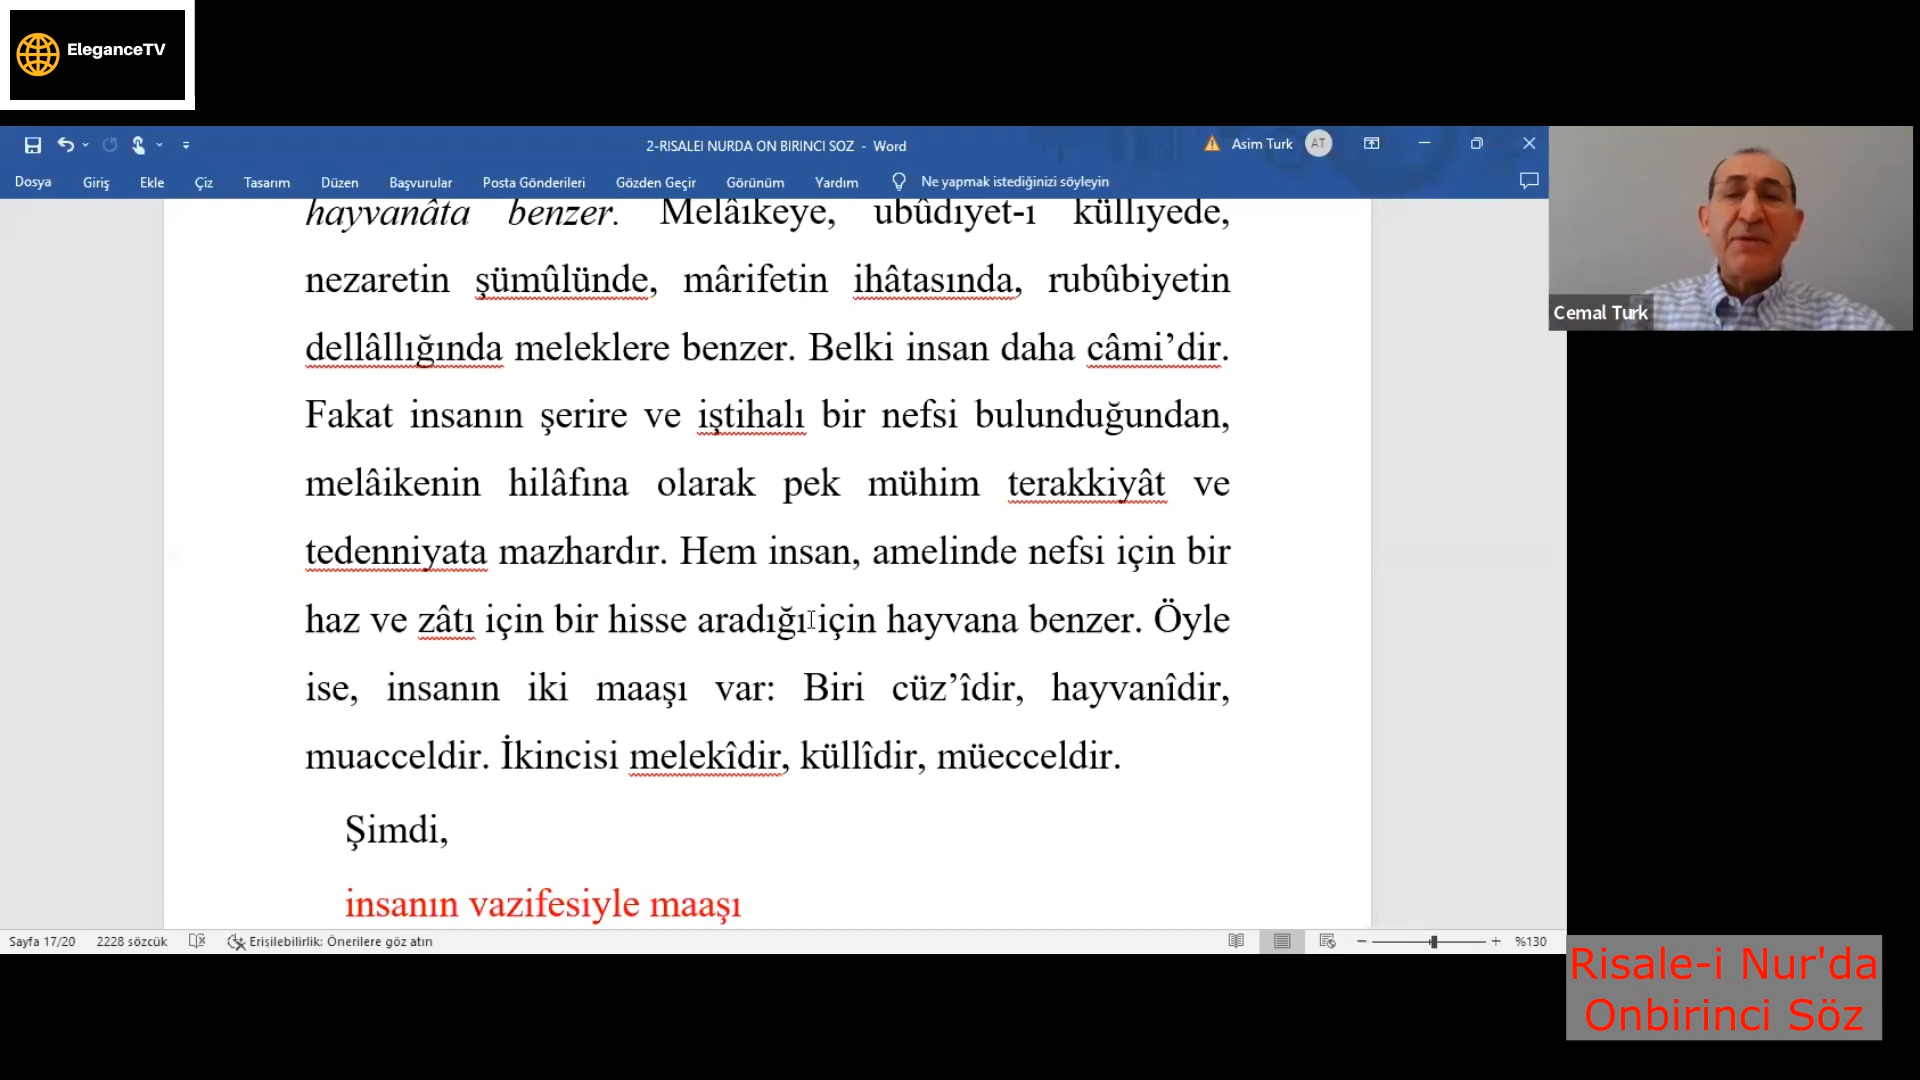 EleganceTV
2-RISALEI NURDA ON BIRINCI SOZ - Word
Asim Turk
AT
Dosya Giriş Ekle Çiz Tasarım Düzen Başvurular Posta Gönderileri Gözden Geçir Görünüm Yardım Ne yapmak istediğinizi söyleyin
hayvanâta benzer. Melâikeye, ubûdiyet-i külliyede,
nezaretin şümûlünde, mârifetin ihâtasında, rubûbiyetin
dellâllığında meleklere benzer. Belki insan daha câmi’dir.
Fakat insanın şerire ve iştihalı bir nefsi bulunduğundan,
melâikenin hilâfına olarak pek mühim terakkiyât ve
tedenniyata mazhardır. Hem insan, amelinde nefsi için bir
haz ve zâtı için bir hisse aradığı için hayvana benzer. Öyle
ise, insanın iki maaşı var: Biri cüz’îdir, hayvanîdir,
muacceldir. İkincisi melekîdir, küllîdir, müecceldir.
Şimdi,
insanın vazifesiyle maaşı
Sayfa 17/20 2228 sözcük Erişilebilirlik: Önerilere göz atın %130
Cemal Turk
Risale-i Nur'da
Onbirinci Söz